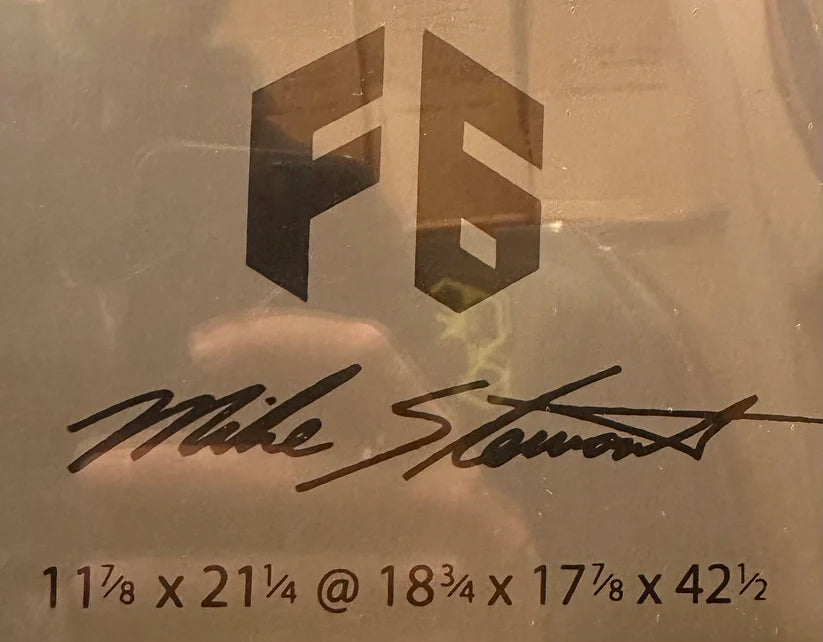 F6
Mike Stewart
11⅞ x 21¼ @ 18¾ x 17⅞ x 42½